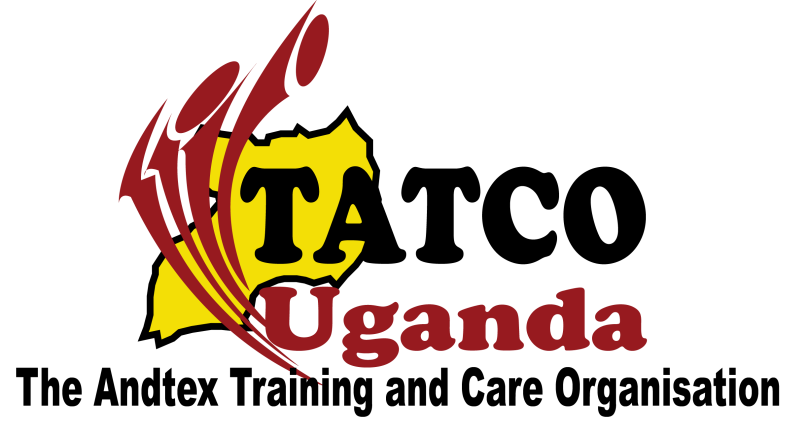 TATCO
Uganda
The Andtex Training and Care Organisation